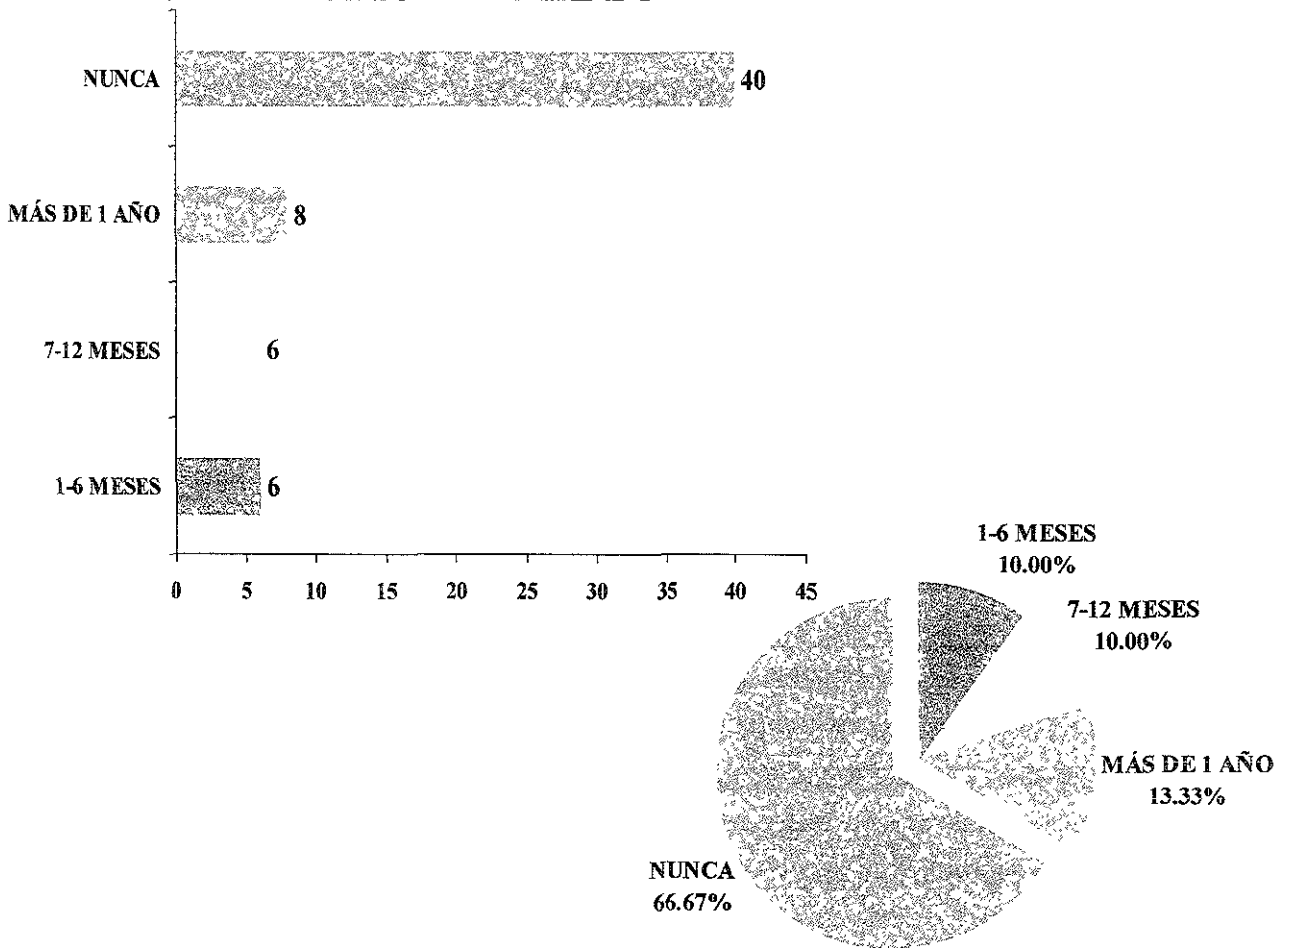 NUNCA
40
MÁS DE 1 AÑO
8
7-12 MESES
6
1-6 MESES
6
0 5 10 15 20 25 30 35 40 45
1-6 MESES
10.00%
7-12 MESES
10.00%
MÁS DE 1 AÑO
13.33%
NUNCA
66.67%